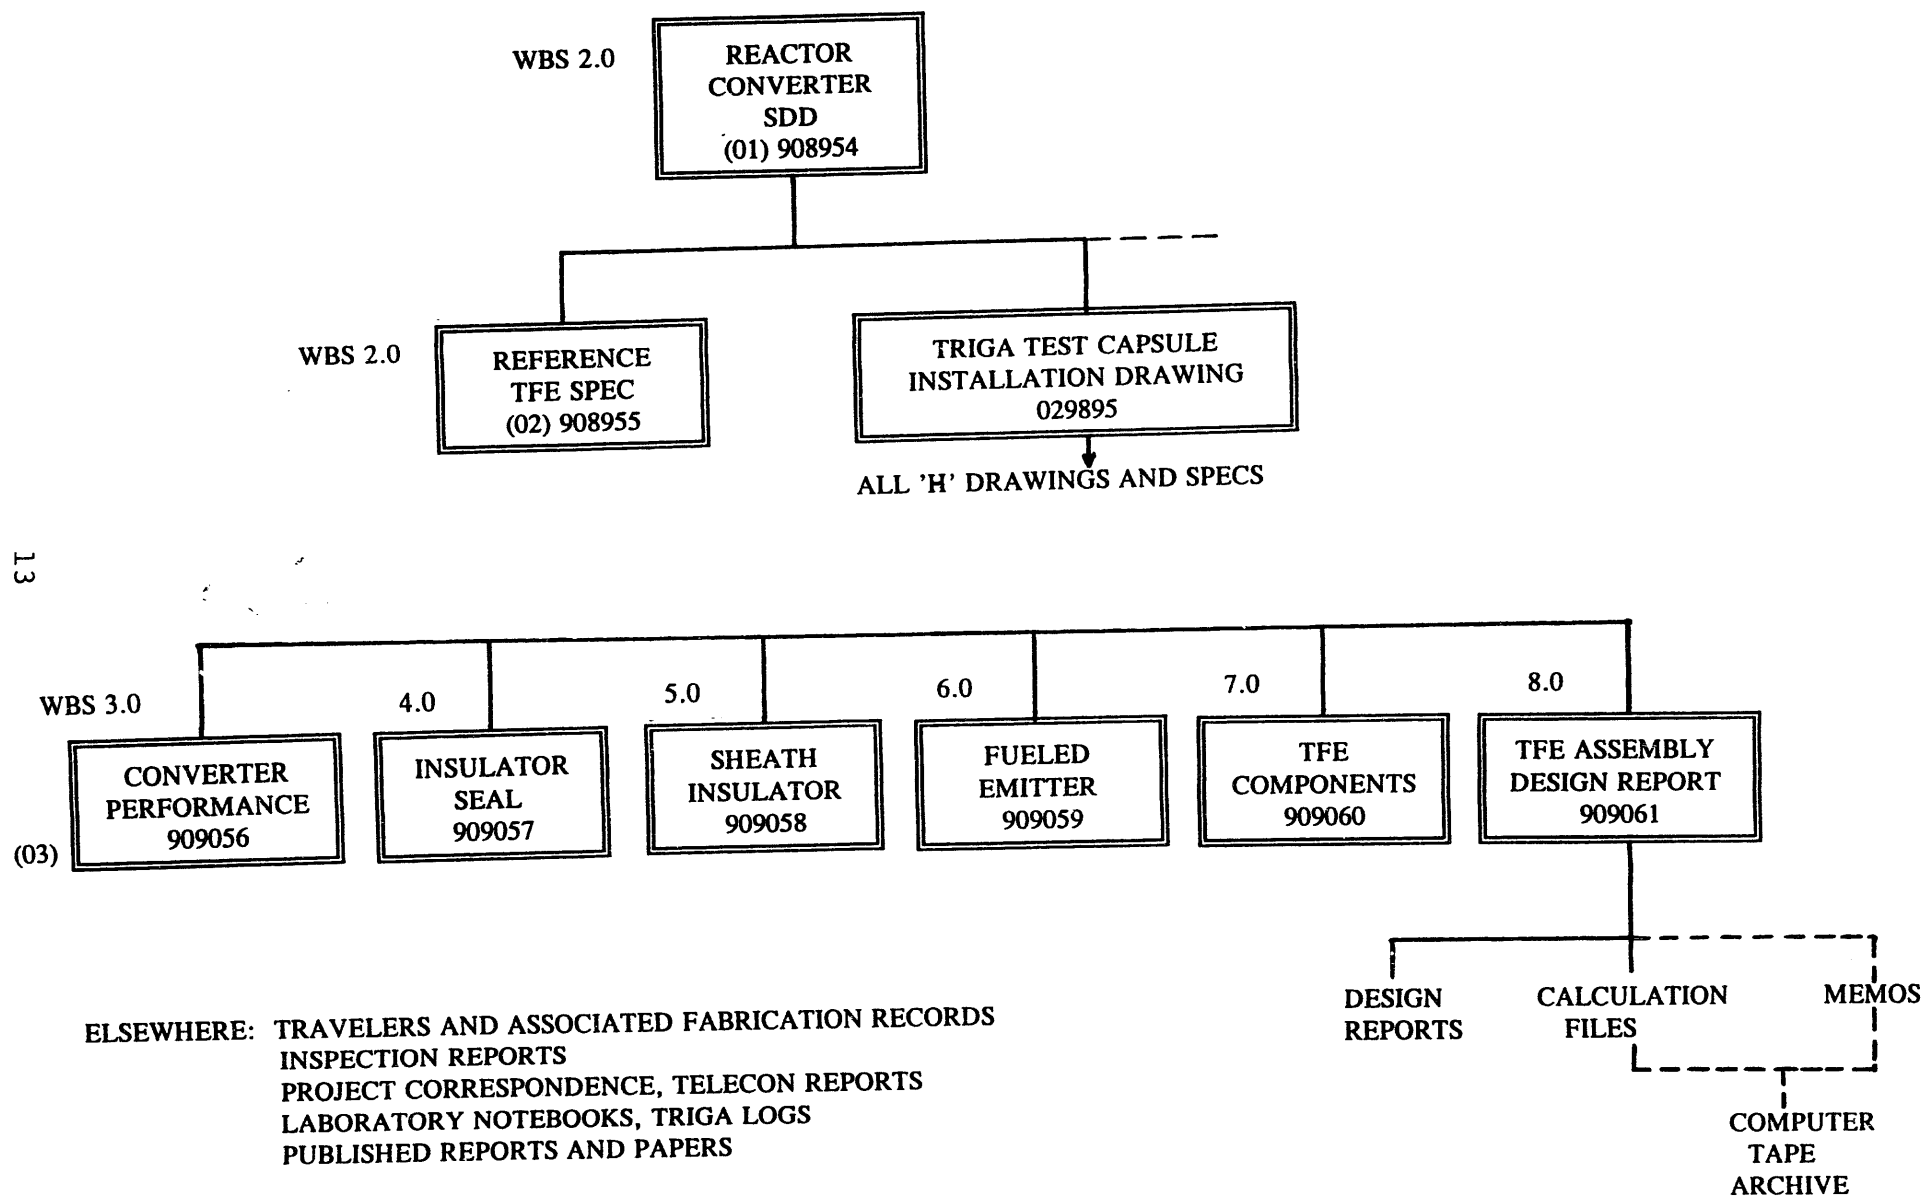 WBS 2.0
REACTOR
CONVERTER
SDD
(01) 908954
WBS 2.0
REFERENCE
TFE SPEC
(02) 908955
TRIGA TEST CAPSULE
INSTALLATION DRAWING
029895
ALL 'H' DRAWINGS AND SPECS
13
WBS 3.0
4.0
5.0
6.0
7.0
8.0
(03)
CONVERTER
PERFORMANCE
909056
INSULATOR
SEAL
909057
SHEATH
INSULATOR
909058
FUELED
EMITTER
909059
TFE
COMPONENTS
909060
TFE ASSEMBLY
DESIGN REPORT
909061
DESIGN
REPORTS
CALCULATION
FILES
MEMOS
COMPUTER
TAPE
ARCHIVE
ELSEWHERE: TRAVELERS AND ASSOCIATED FABRICATION RECORDS
INSPECTION REPORTS
PROJECT CORRESPONDENCE, TELECON REPORTS
LABORATORY NOTEBOOKS, TRIGA LOGS
PUBLISHED REPORTS AND PAPERS